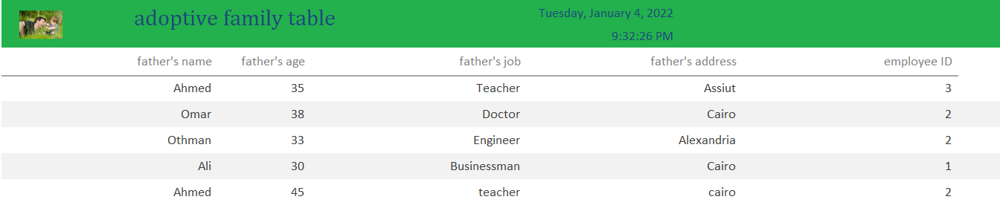 adoptive family table
Tuesday, January 4, 2022
9:32:26 PM
father's name father's age father's job father's address employee ID
Ahmed 35 Teacher Assiut 3
Omar 38 Doctor Cairo 2
Othman 33 Engineer Alexandria 2
Ali 30 Businessman Cairo 1
Ahmed 45 teacher cairo 2